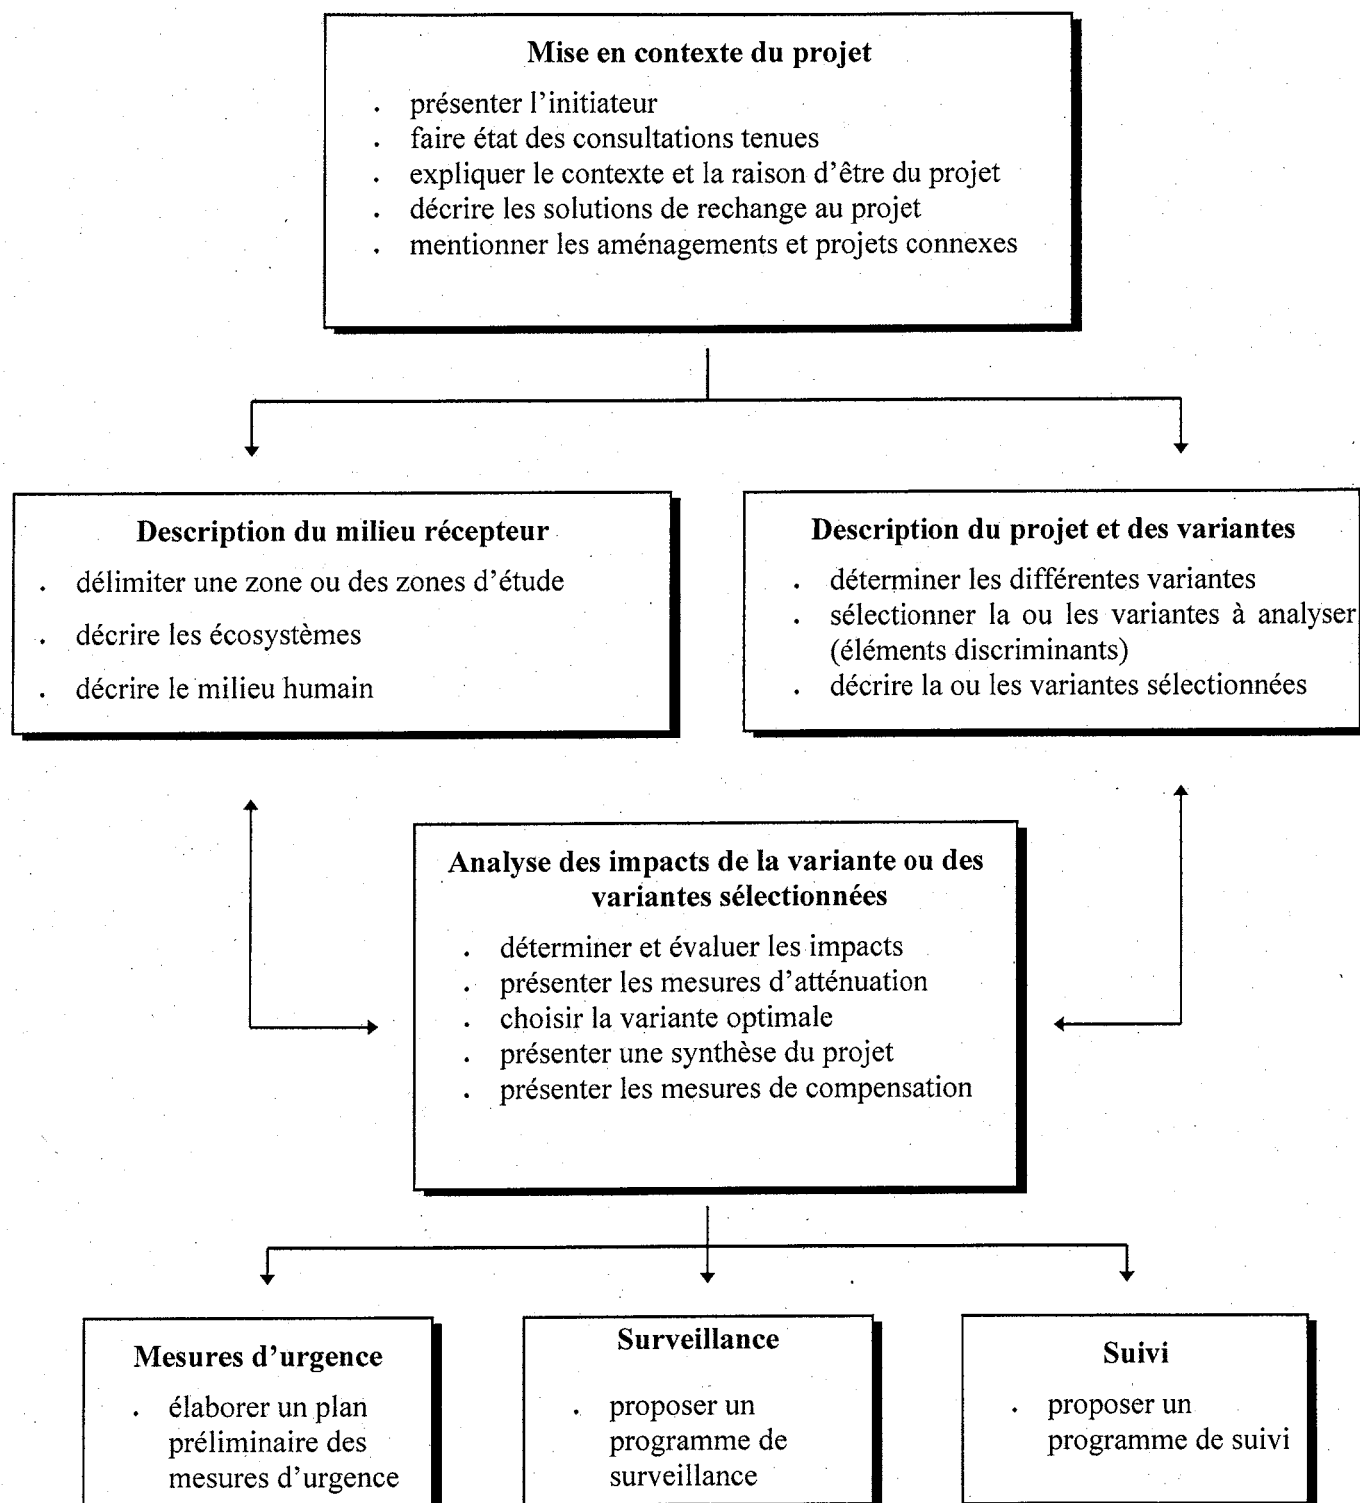 Mise en contexte du projet
. présenter l'initiateur
. faire état des consultations tenues
. expliquer le contexte et la raison d'être du projet
. décrire les solutions de rechange au projet
. mentionner les aménagements et projets connexes
Description du milieu récepteur
. délimiter une zone ou des zones d'étude
. décrire les écosystèmes
. décrire le milieu humain
Description du projet et des variantes
. déterminer les différentes variantes
. sélectionner la ou les variantes à analyser
(éléments discriminants)
. décrire la ou les variantes sélectionnées
Analyse des impacts de la variante ou des
variantes sélectionnées
. déterminer et évaluer les impacts
. présenter les mesures d'atténuation
. choisir la variante optimale
. présenter une synthèse du projet
. présenter les mesures de compensation
Mesures d'urgence
. élaborer un plan
préliminaire des
mesures d'urgence
Surveillance
. proposer un
programme de
surveillance
Suivi
. proposer un
programme de suivi